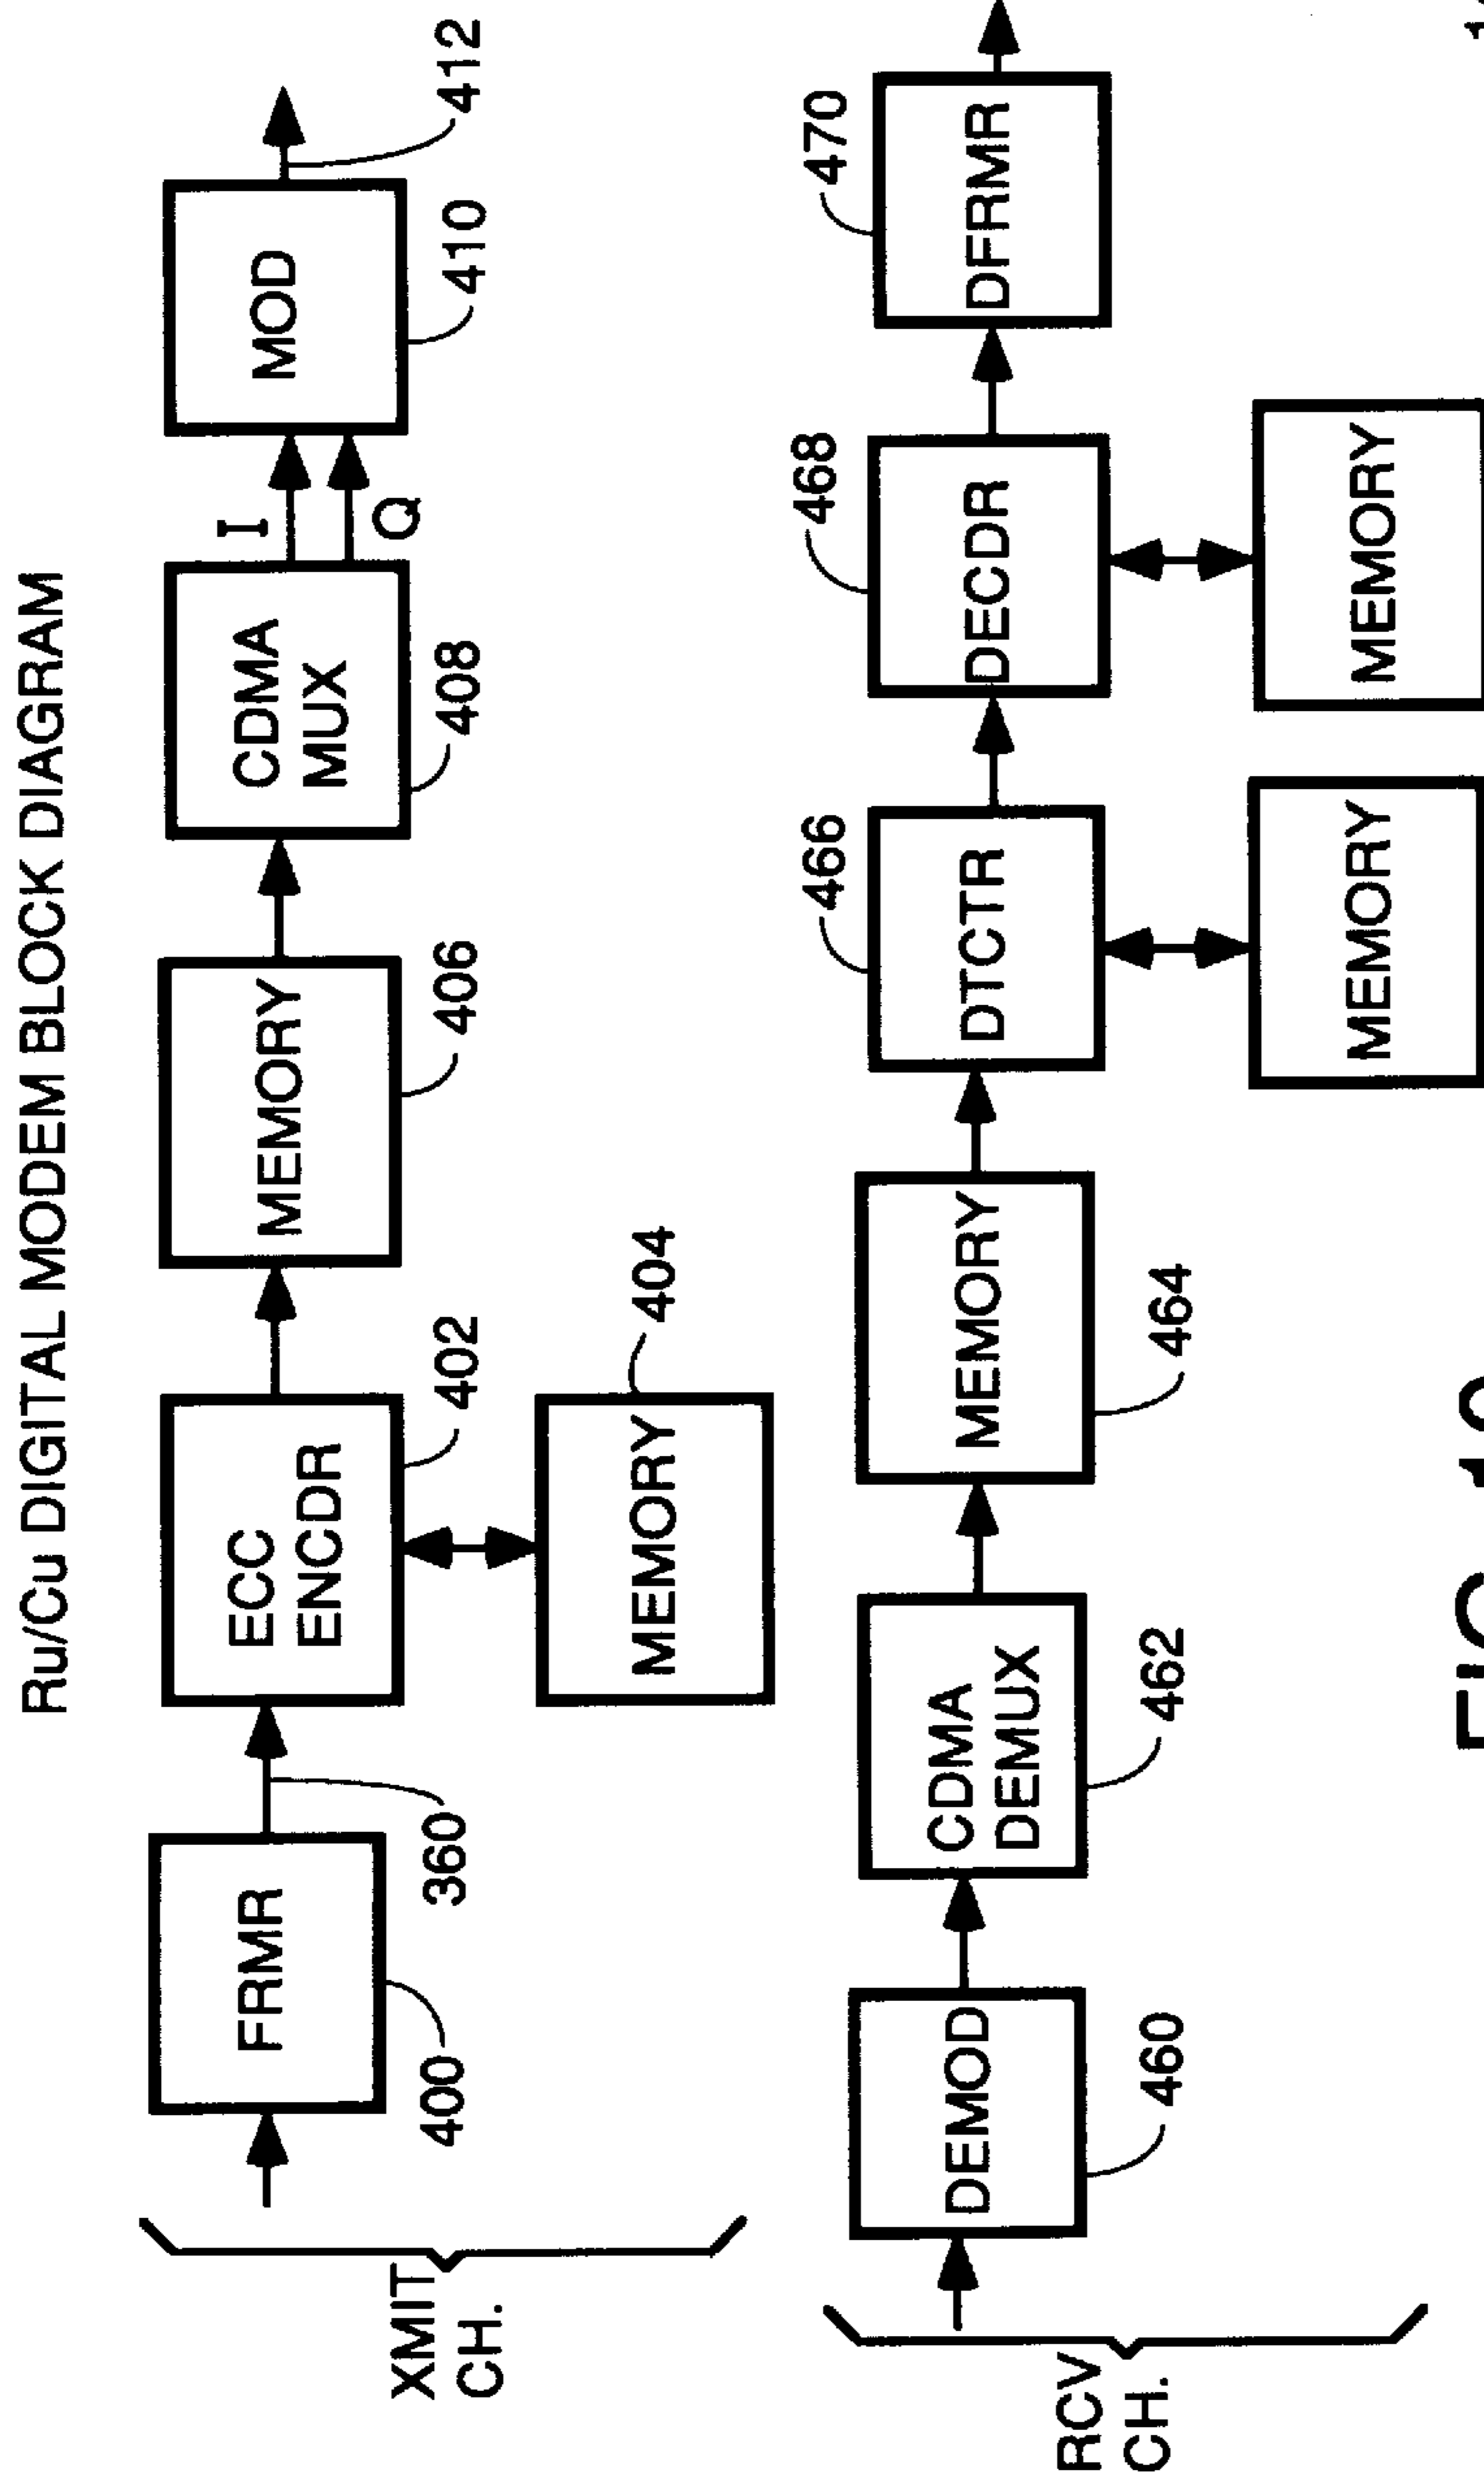 Ru/Cu DIGITAL MODEM BLOCK DIAGRAM
XMIT
CH.
FRMR
400
360
ECC
ENCDR
402
MEMORY
404
MEMORY
406
CDMA
MUX
408
I
Q
MOD
410
412
RCV
CH.
DEMOD
460
CDMA
DEMUX
462
MEMORY
464
DTCTR
466
MEMORY
DECDR
468
MEMORY
DFRMR
470